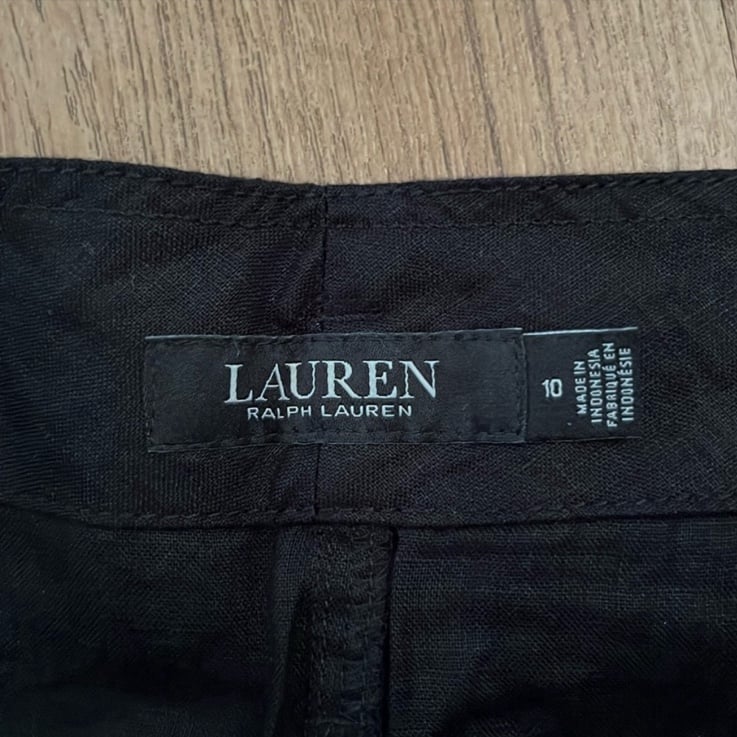 LAUREN
RALPH LAUREN
10
MADE IN
INDONESIA
FABRIQUÉ EN
INDONÉSIE